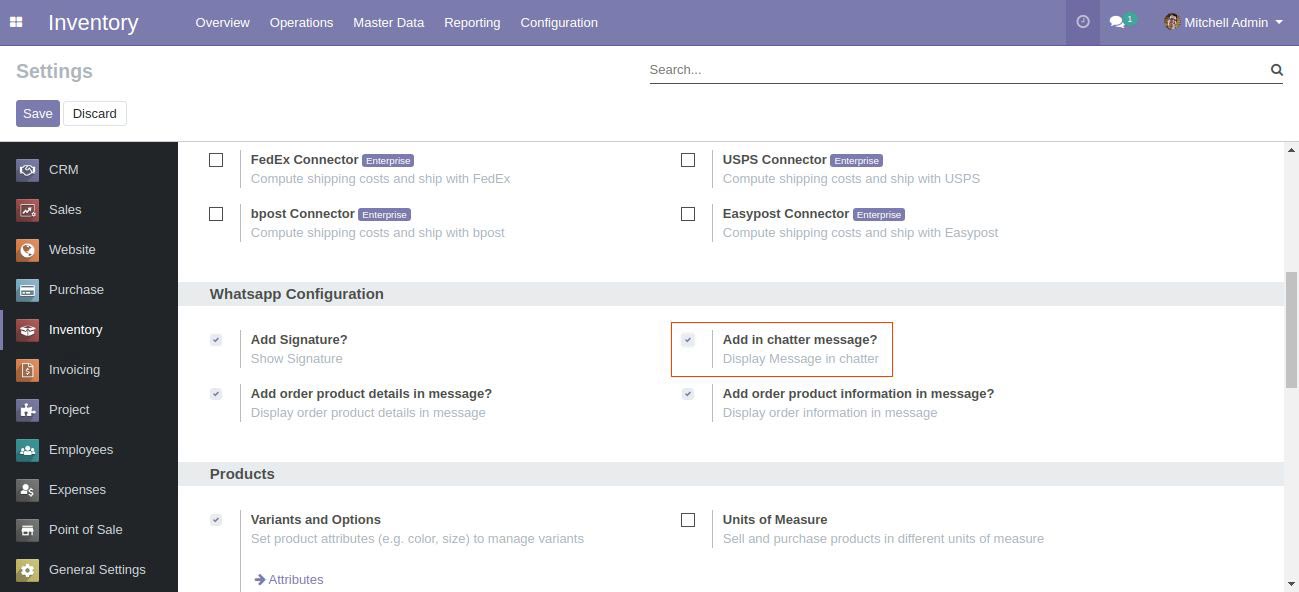 Inventory
Overview
Operations
Master Data
Reporting
Configuration
1
Mitchell Admin
Settings
Search...
Save
Discard
CRM
Sales
Website
Purchase
Inventory
Invoicing
Project
Employees
Expenses
Point of Sale
General Settings
FedEx Connector Enterprise
Compute shipping costs and ship with FedEx
USPS Connector Enterprise
Compute shipping costs and ship with USPS
bpost Connector Enterprise
Compute shipping costs and ship with bpost
Easypost Connector Enterprise
Compute shipping costs and ship with Easypost
Whatsapp Configuration
Add Signature?
Show Signature
Add in chatter message?
Display Message in chatter
Add order product details in message?
Display order product details in message
Add order product information in message?
Display order information in message
Products
Variants and Options
Set product attributes (e.g. color, size) to manage variants
Attributes
Units of Measure
Sell and purchase products in different units of measure